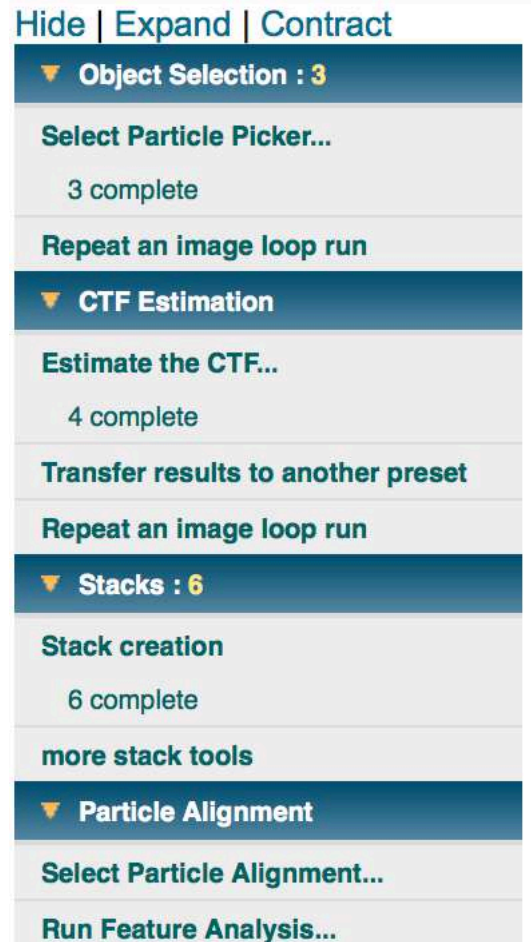 Hide | Expand | Contract
Object Selection : 3
Select Particle Picker...
3 complete
Repeat an image loop run
CTF Estimation
Estimate the CTF...
4 complete
Transfer results to another preset
Repeat an image loop run
Stacks : 6
Stack creation
6 complete
more stack tools
Particle Alignment
Select Particle Alignment...
Run Feature Analysis...